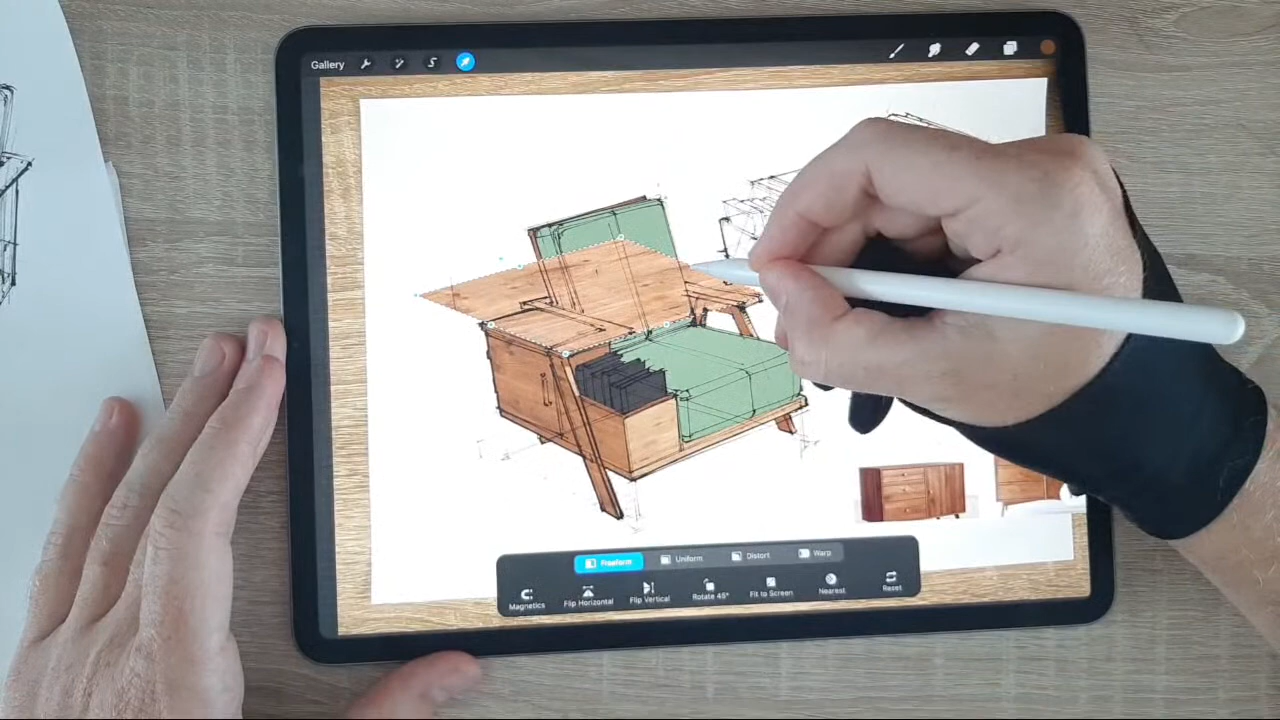 Gallery
Freeform Uniform Distort Warp
Magnetics Flip Horizontal Flip Vertical Rotate 45° Fit to Screen Nearest Reset